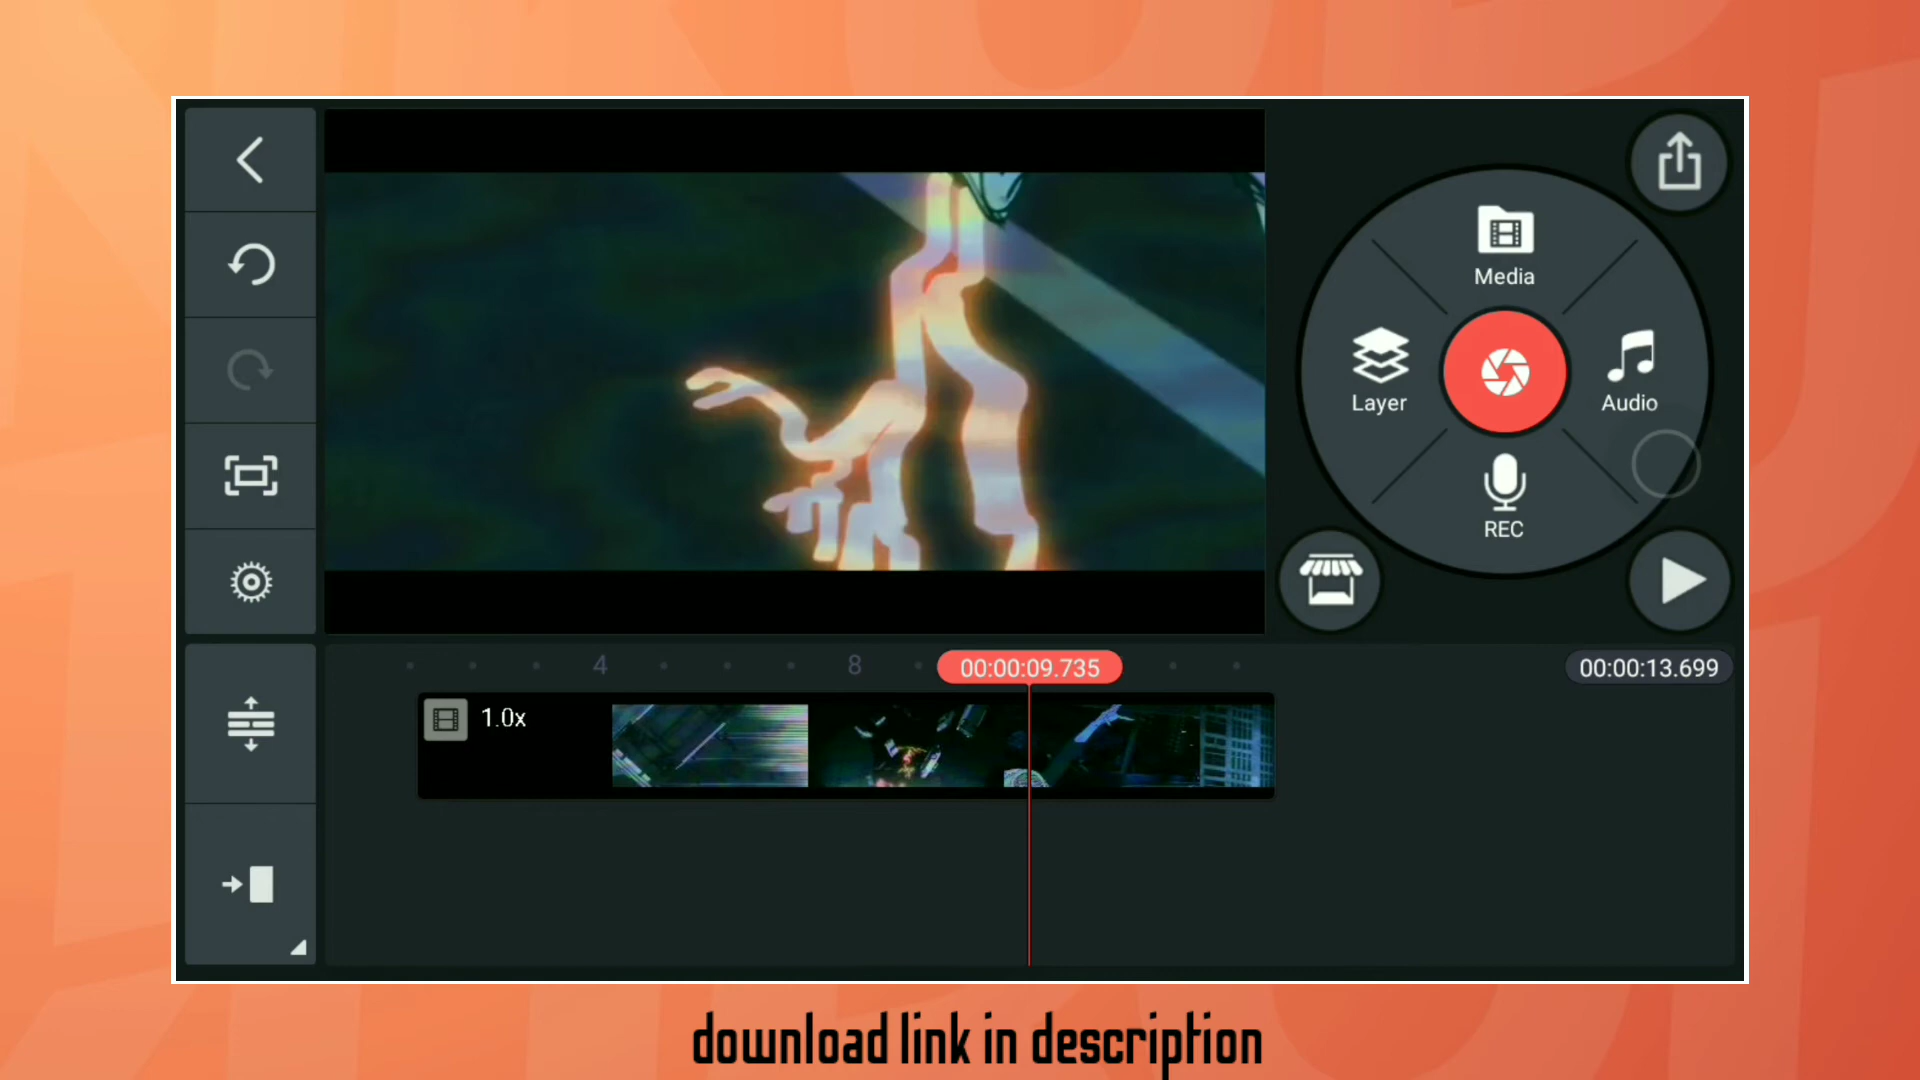 Media
Layer
Audio
REC
4
8
00:00:09.735
00:00:13.699
1.0x
download link in description